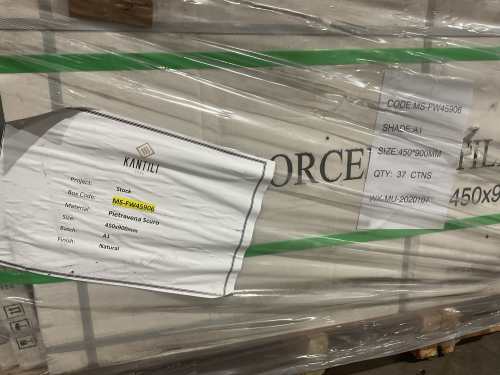 KANTILI
Project: Stock
Box Code: MS-FW45906
Material: Pietravena Scuro
Size: 450x900mm
Batch: A1
Finish: Natural
ORCE
CODE:MS-FW45906
SHADE:A1
SIZE:450*900MM
QTY: 37 CTNS
450x9